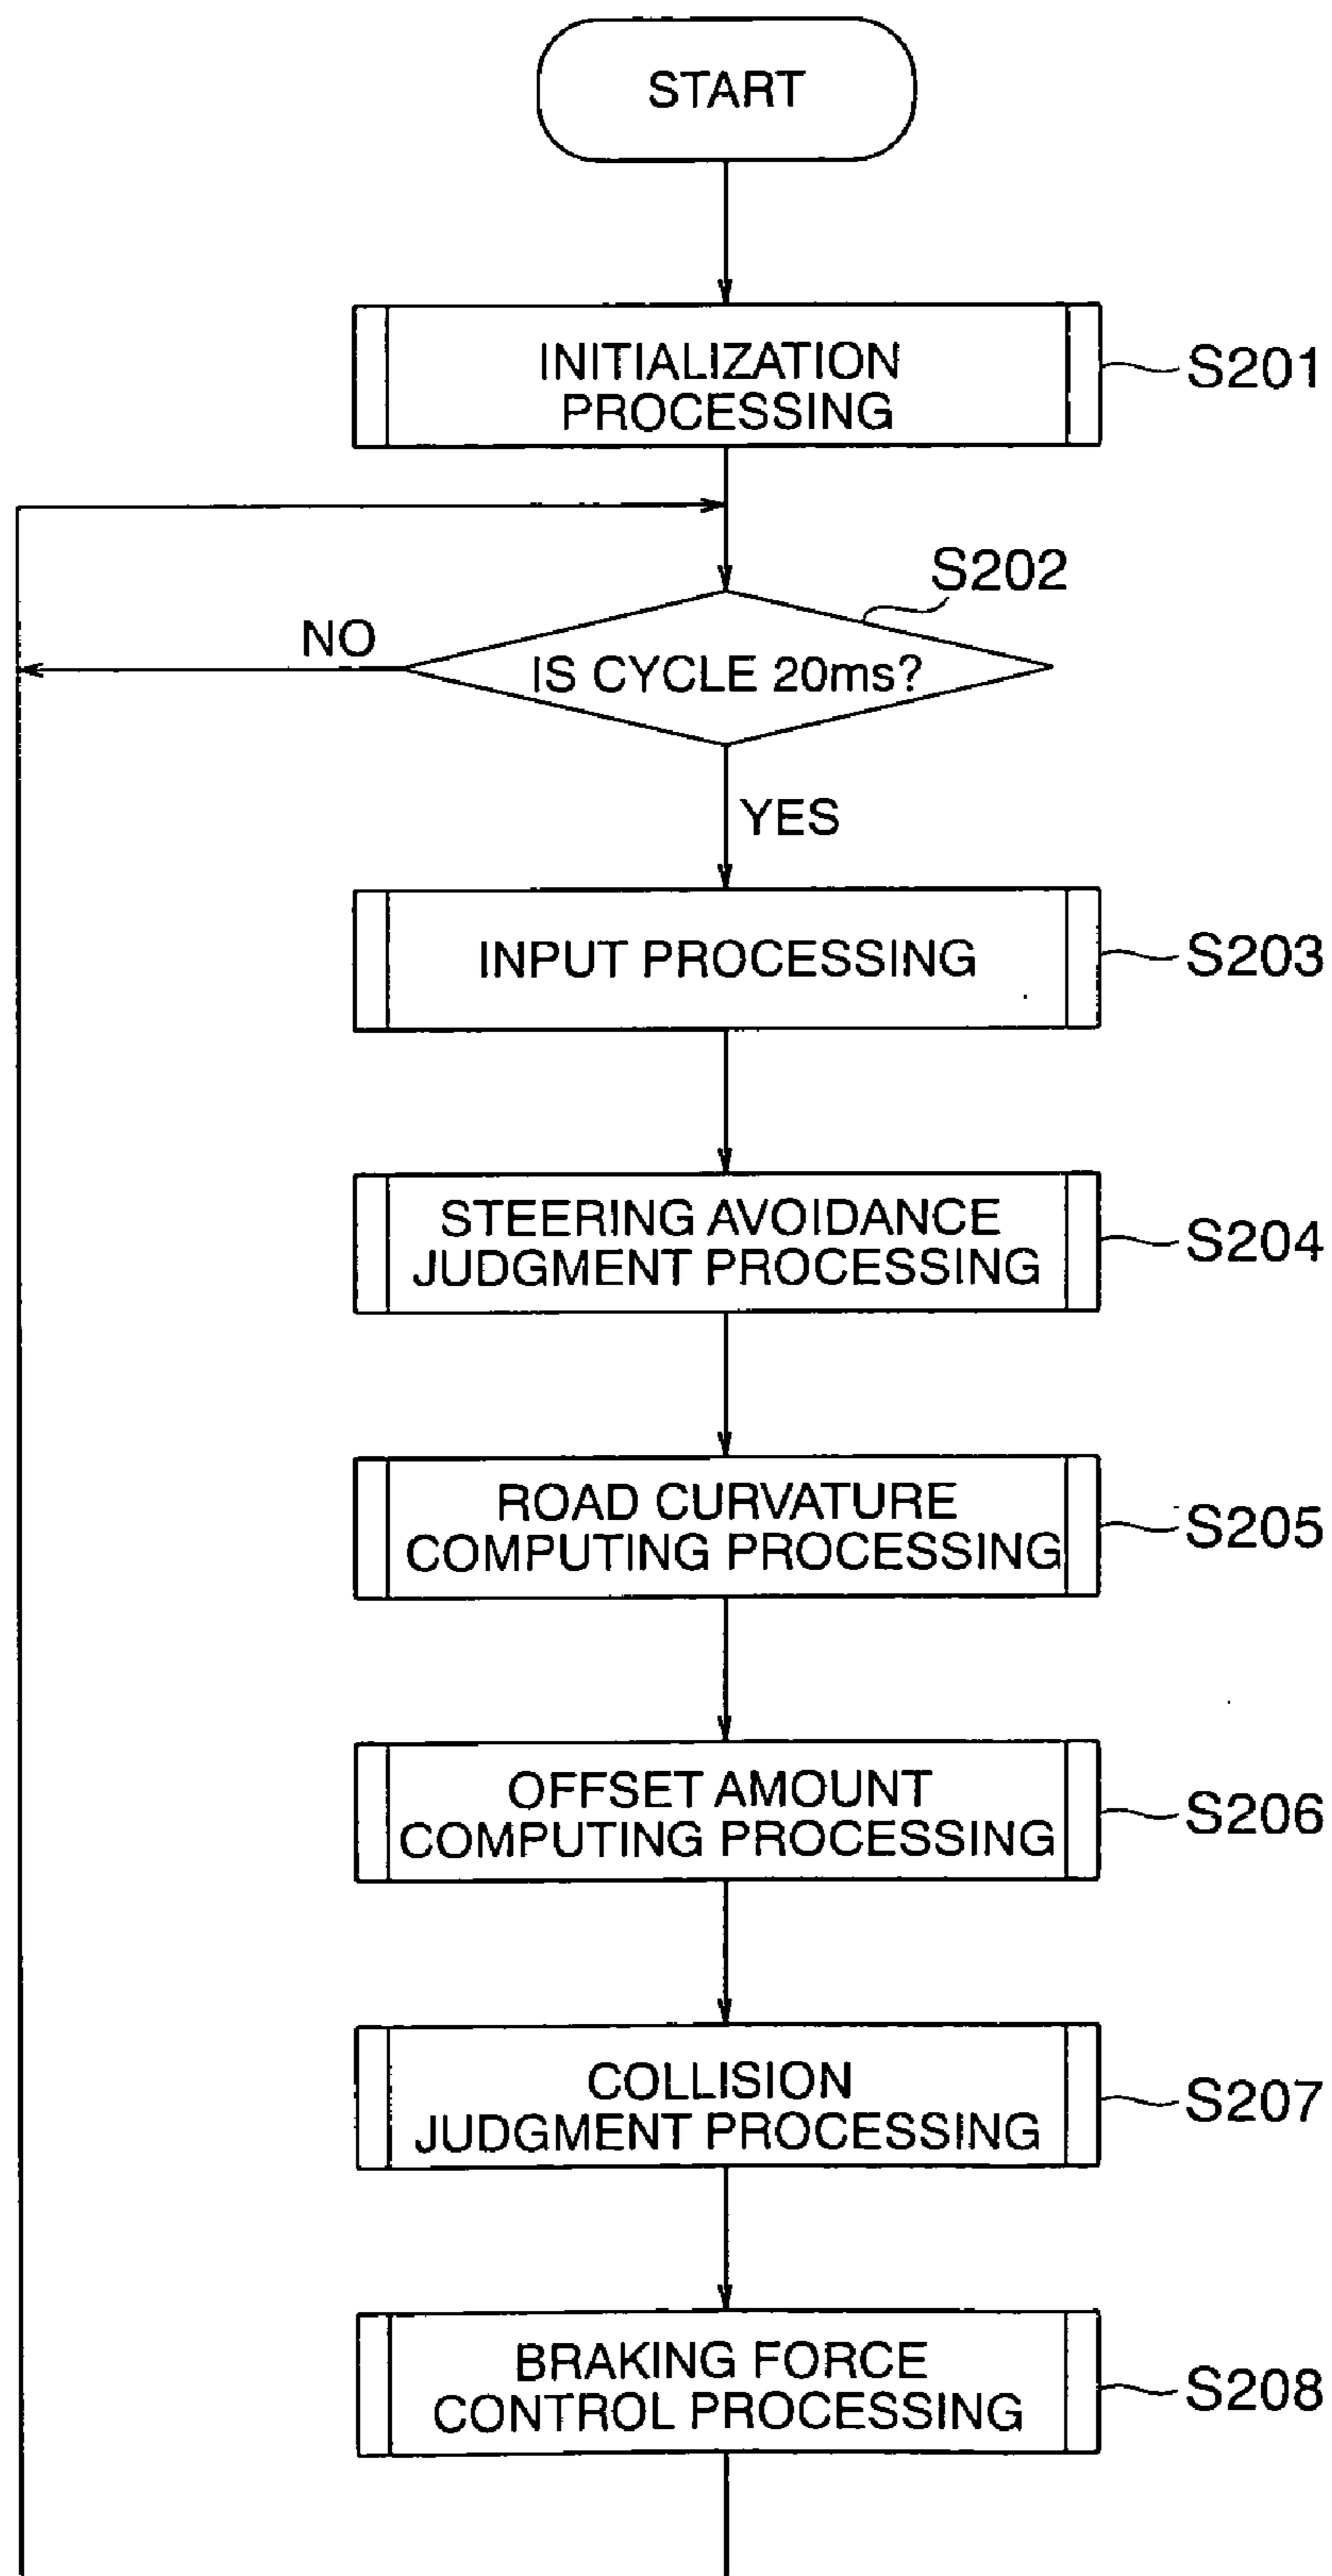 START
INITIALIZATION
PROCESSING
S201
S202
NO
IS CYCLE 20ms?
YES
INPUT PROCESSING
S203
STEERING AVOIDANCE
JUDGMENT PROCESSING
S204
ROAD CURVATURE
COMPUTING PROCESSING
S205
OFFSET AMOUNT
COMPUTING PROCESSING
S206
COLLISION
JUDGMENT PROCESSING
S207
BRAKING FORCE
CONTROL PROCESSING
S208